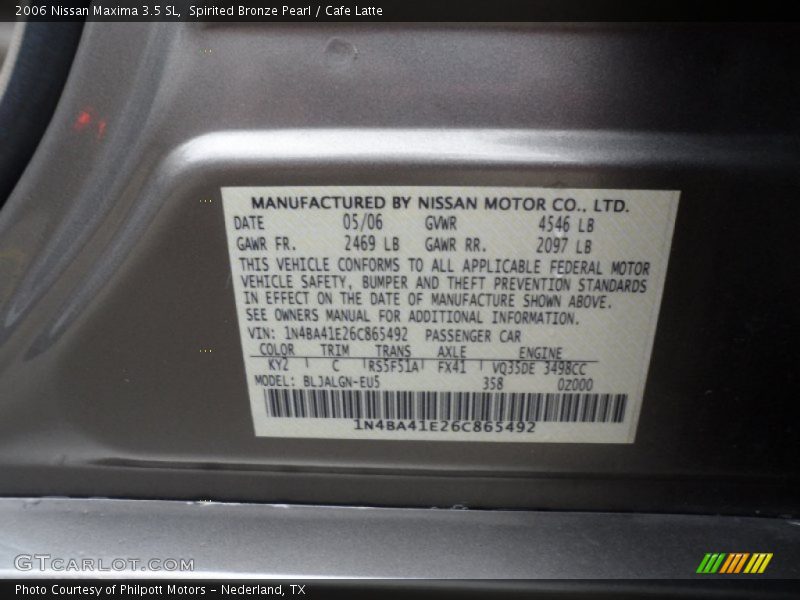 2006 Nissan Maxima 3.5 SL, Spirited Bronze Pearl / Cafe Latte
MANUFACTURED BY NISSAN MOTOR CO., LTD.
DATE 05/06 GVWR 4546 LB
GAWR FR. 2469 LB GAWR RR. 2097 LB
THIS VEHICLE CONFORMS TO ALL APPLICABLE FEDERAL MOTOR
VEHICLE SAFETY, BUMPER AND THEFT PREVENTION STANDARDS
IN EFFECT ON THE DATE OF MANUFACTURE SHOWN ABOVE.
SEE OWNERS MANUAL FOR ADDITIONAL INFORMATION.
VIN: 1N4BA41E26C865492 PASSENGER CAR
COLOR TRIM TRANS AXLE ENGINE
KY2 C RS5F51A FX41 VQ35DE 3498CC
MODEL: BLJALGN-EU5 358 0Z000
1N4BA41E26C865492
GTCARLOT.COM
Photo Courtesy of Philpott Motors - Nederland, TX